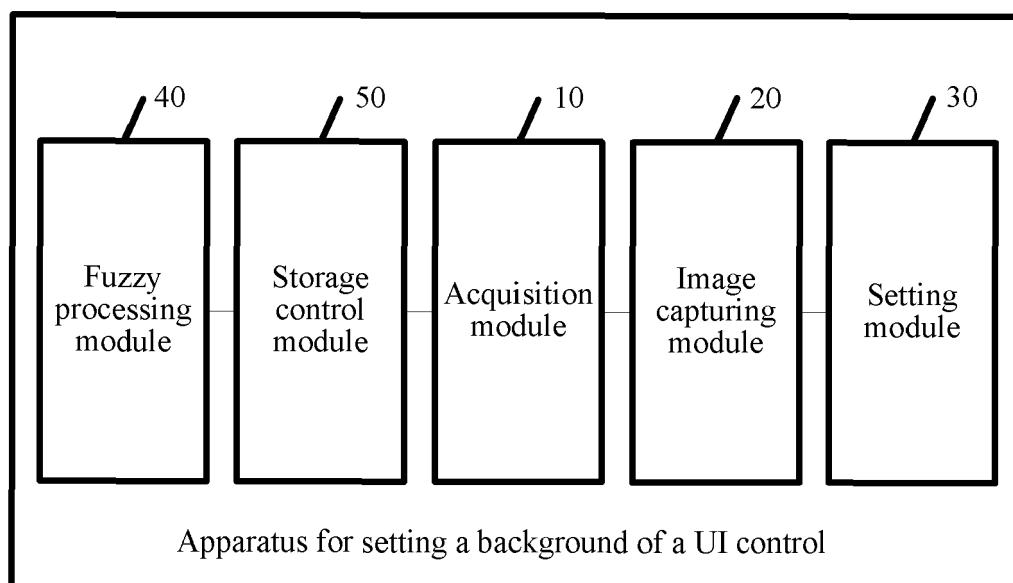 40 50 10 20 30
Fuzzy
processing
module
Storage
control
module
Acquisition
module
Image
capturing
module
Setting
module
Apparatus for setting a background of a UI control